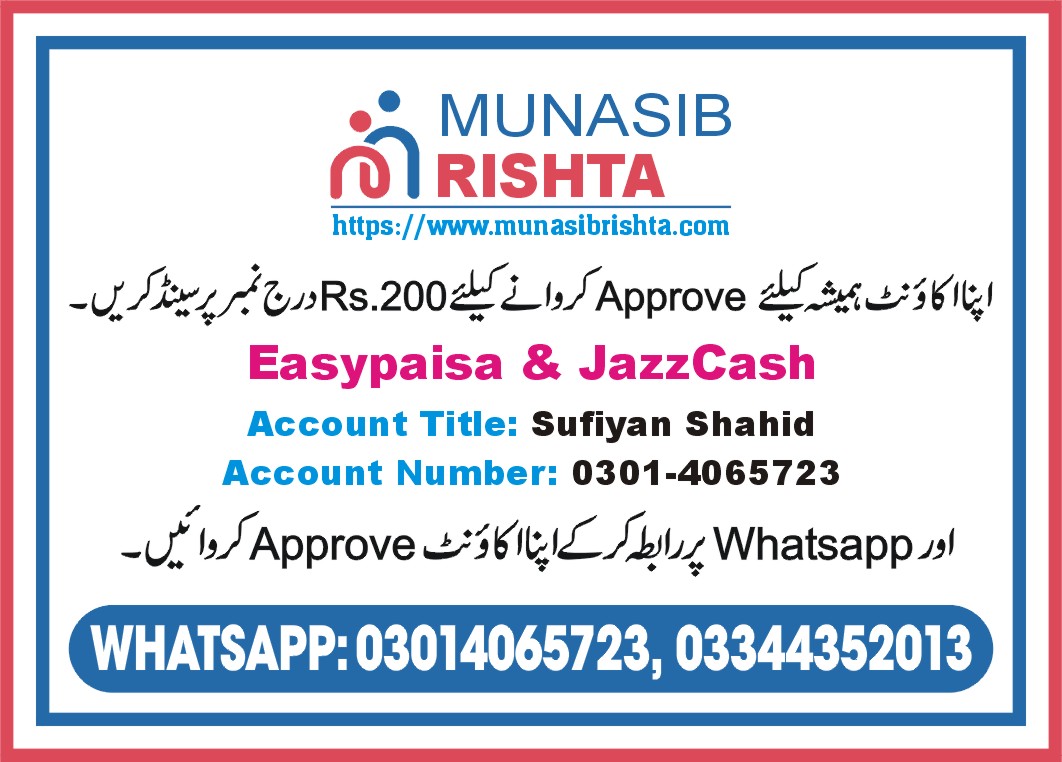 MUNASIB
RISHTA
https://www.munasibrishta.com
اپنا اکاؤنٹ ہمیشہ کیلئے Approve کروانے کیلئے Rs.200 درج نمبر پر سینڈ کریں۔
Easypaisa & JazzCash
Account Title: Sufiyan Shahid
Account Number: 0301-4065723
اور Whatsapp پر رابطہ کر کے اپنا اکاؤنٹ Approve کروائیں۔
WHATSAPP: 03014065723, 03344352013